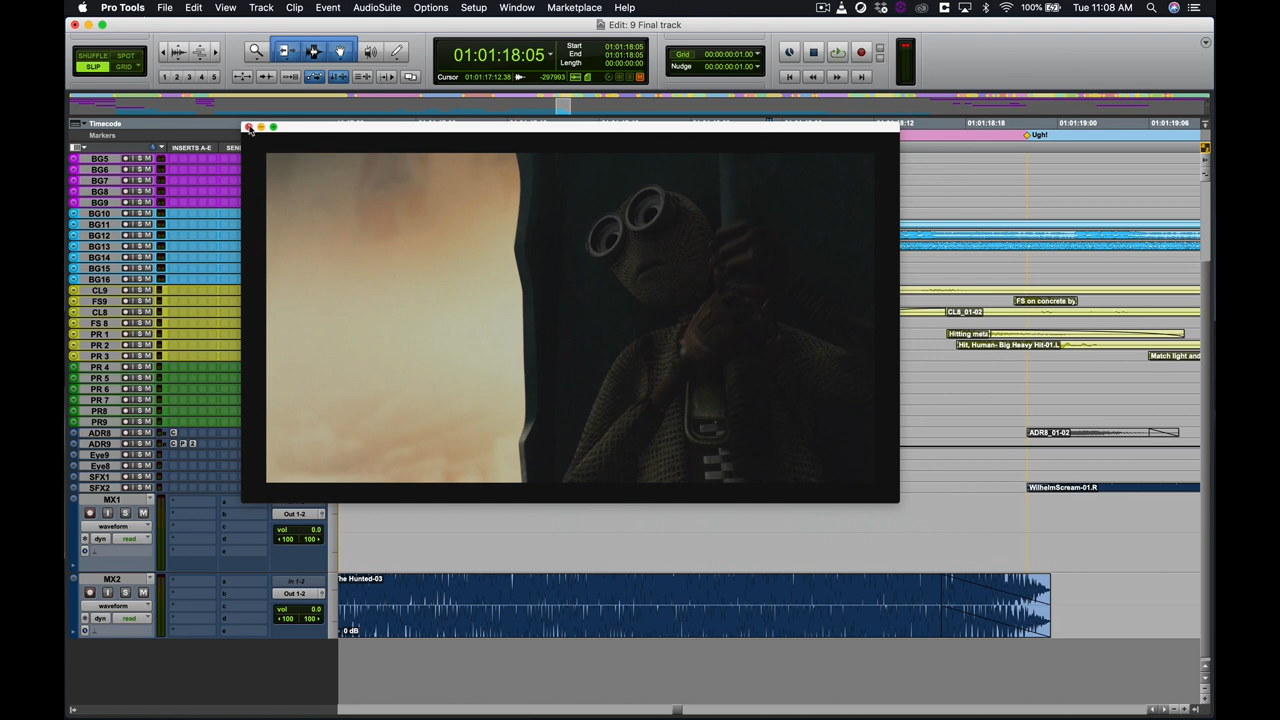 Pro Tools File Edit View Track Clip Event AudioSuite Options Setup Window Marketplace Help 100% Tue 11:08 AM
Edit: 9 Final track
SHUFFLE SPOT
SLIP GRID
1 2 3 4 5
01:01:18:05
Start 01:01:18:05
End 01:01:18:05
Length 00:00:00:00
Cursor 01:01:17:12.38 -297993
Grid 00:00:00:01.00
Nudge 00:00:00:01.00
Timecode
01:01:18:18 01:01:19:00 01:01:19:06
Markers
Ugh!
INSERTS A-E
BG5 I S M
BG6 I S M
BG7 I S M
BG8 I S M
BG9 I S M
BG10 I S M
BG11 I S M
BG12 I S M
BG13 I S M
BG14 I S M
BG15 I S M
BG16 I S M
CL9 I S M
FS9 I S M FS on concrete by
CL8 I S M CL8_01-02
FS 8 I S M
PR 1 I S M Hitting meta
PR 2 I S M Hit, Human- Big Heavy Hit-01.L
PR 3 I S M Match light and
PR 4 I S M
PR 5 I S M
PR 6 I S M
PR 7 I S M
PR8 I S M
PR9 I S M
ADR8 I S M C ADR8_01-02
ADR9 I S M C P 2
Eye9 I S M
Eye8 I S M
SFX1 I S M
SFX2 I S M WilhelmScream-01.R
MX1 a
I S M b Out 1-2
waveform c
dyn read d vol 0.0
e 100 100
MX2 a In 1-2 he Hunted-03
I S M b Out 1-2
waveform c
dyn read d vol 0.0
e 100 100 0 dB